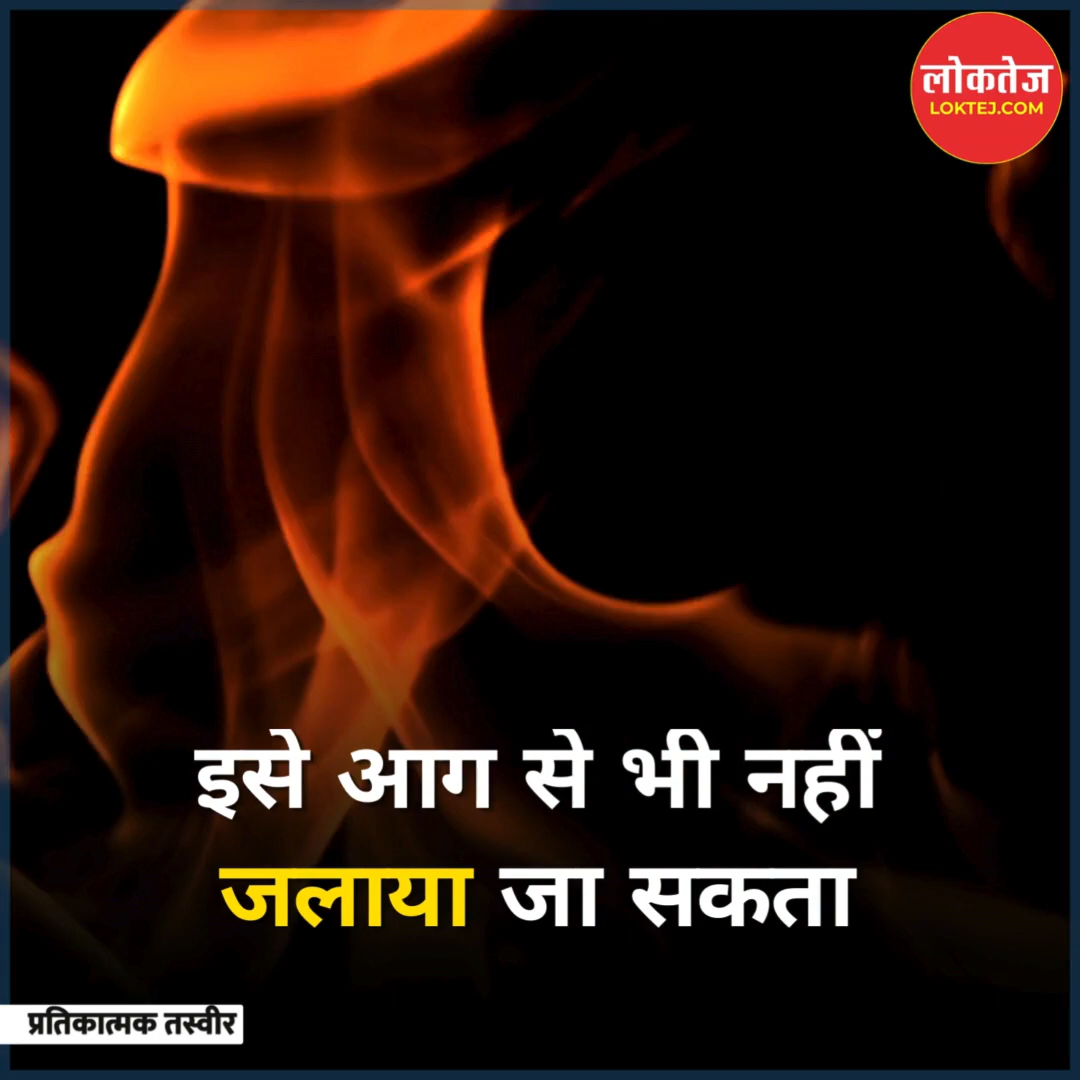 लोकतेज
LOKTEJ.COM
इसे आग से भी नहीं
जलाया जा सकता
प्रतिकात्मक तस्वीर